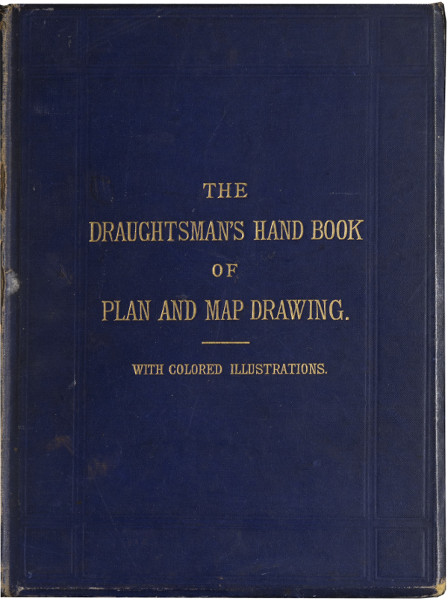 THE
DRAUGHTSMAN'S HAND BOOK
OF
PLAN AND MAP DRAWING.
WITH COLORED ILLUSTRATIONS.